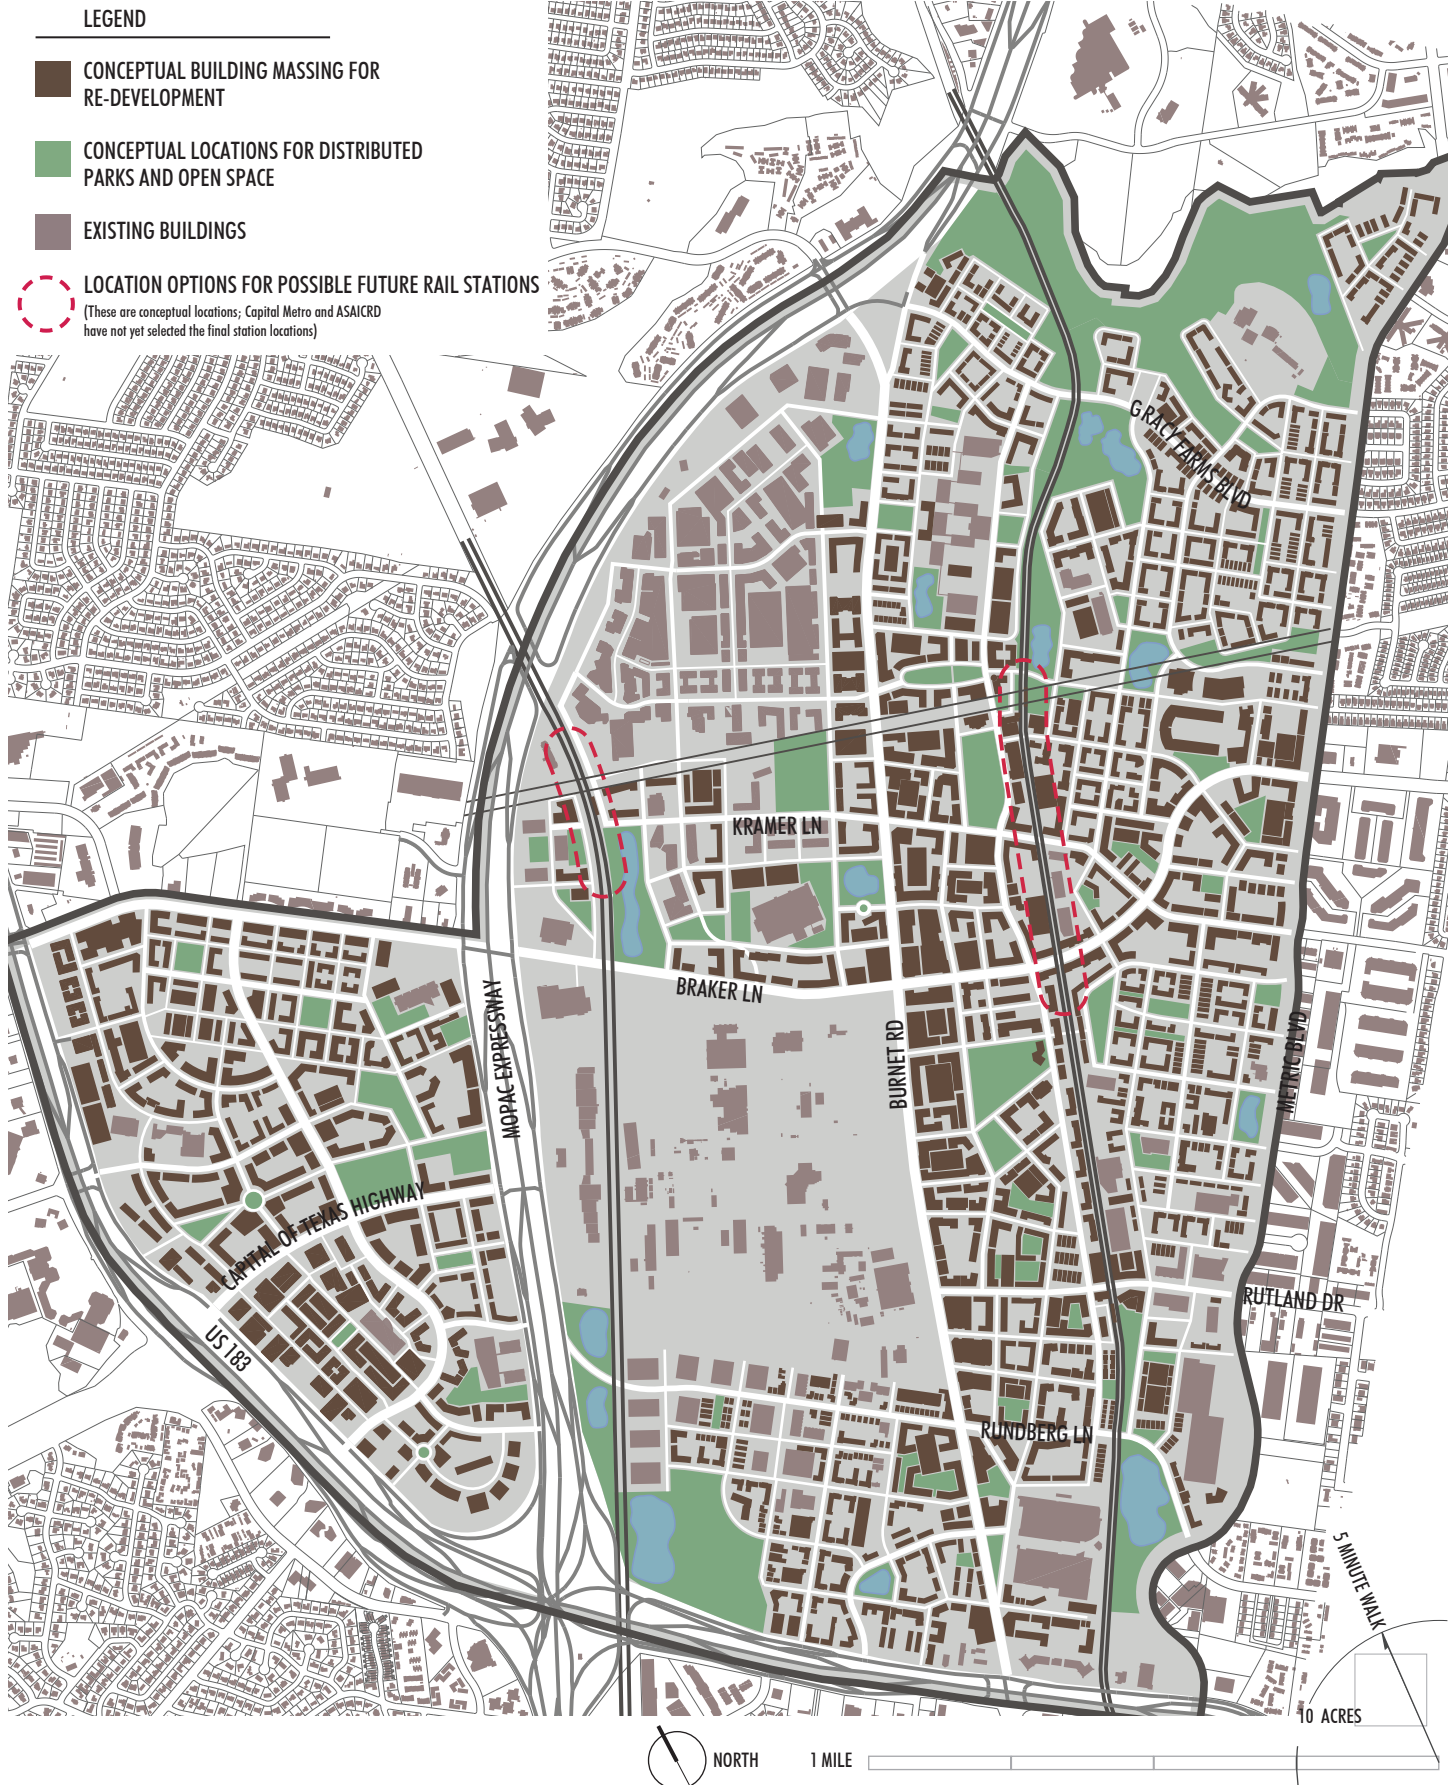 LEGEND
CONCEPTUAL BUILDING MASSING FOR
RE-DEVELOPMENT
CONCEPTUAL LOCATIONS FOR DISTRIBUTED
PARKS AND OPEN SPACE
EXISTING BUILDINGS
LOCATION OPTIONS FOR POSSIBLE FUTURE RAIL STATIONS
(These are conceptual locations; Capital Metro and ASAICRD
have not yet selected the final station locations)
GRACY FARMS BLVD
KRAMER LN
BRAKER LN
MOPAC EXPRESSWAY
BURNET RD
METRIC BLVD
CAPITAL OF TEXAS HIGHWAY
US 183
RUTLAND DR
RUNDBERG LN
5 MINUTE WALK
10 ACRES
NORTH
1 MILE